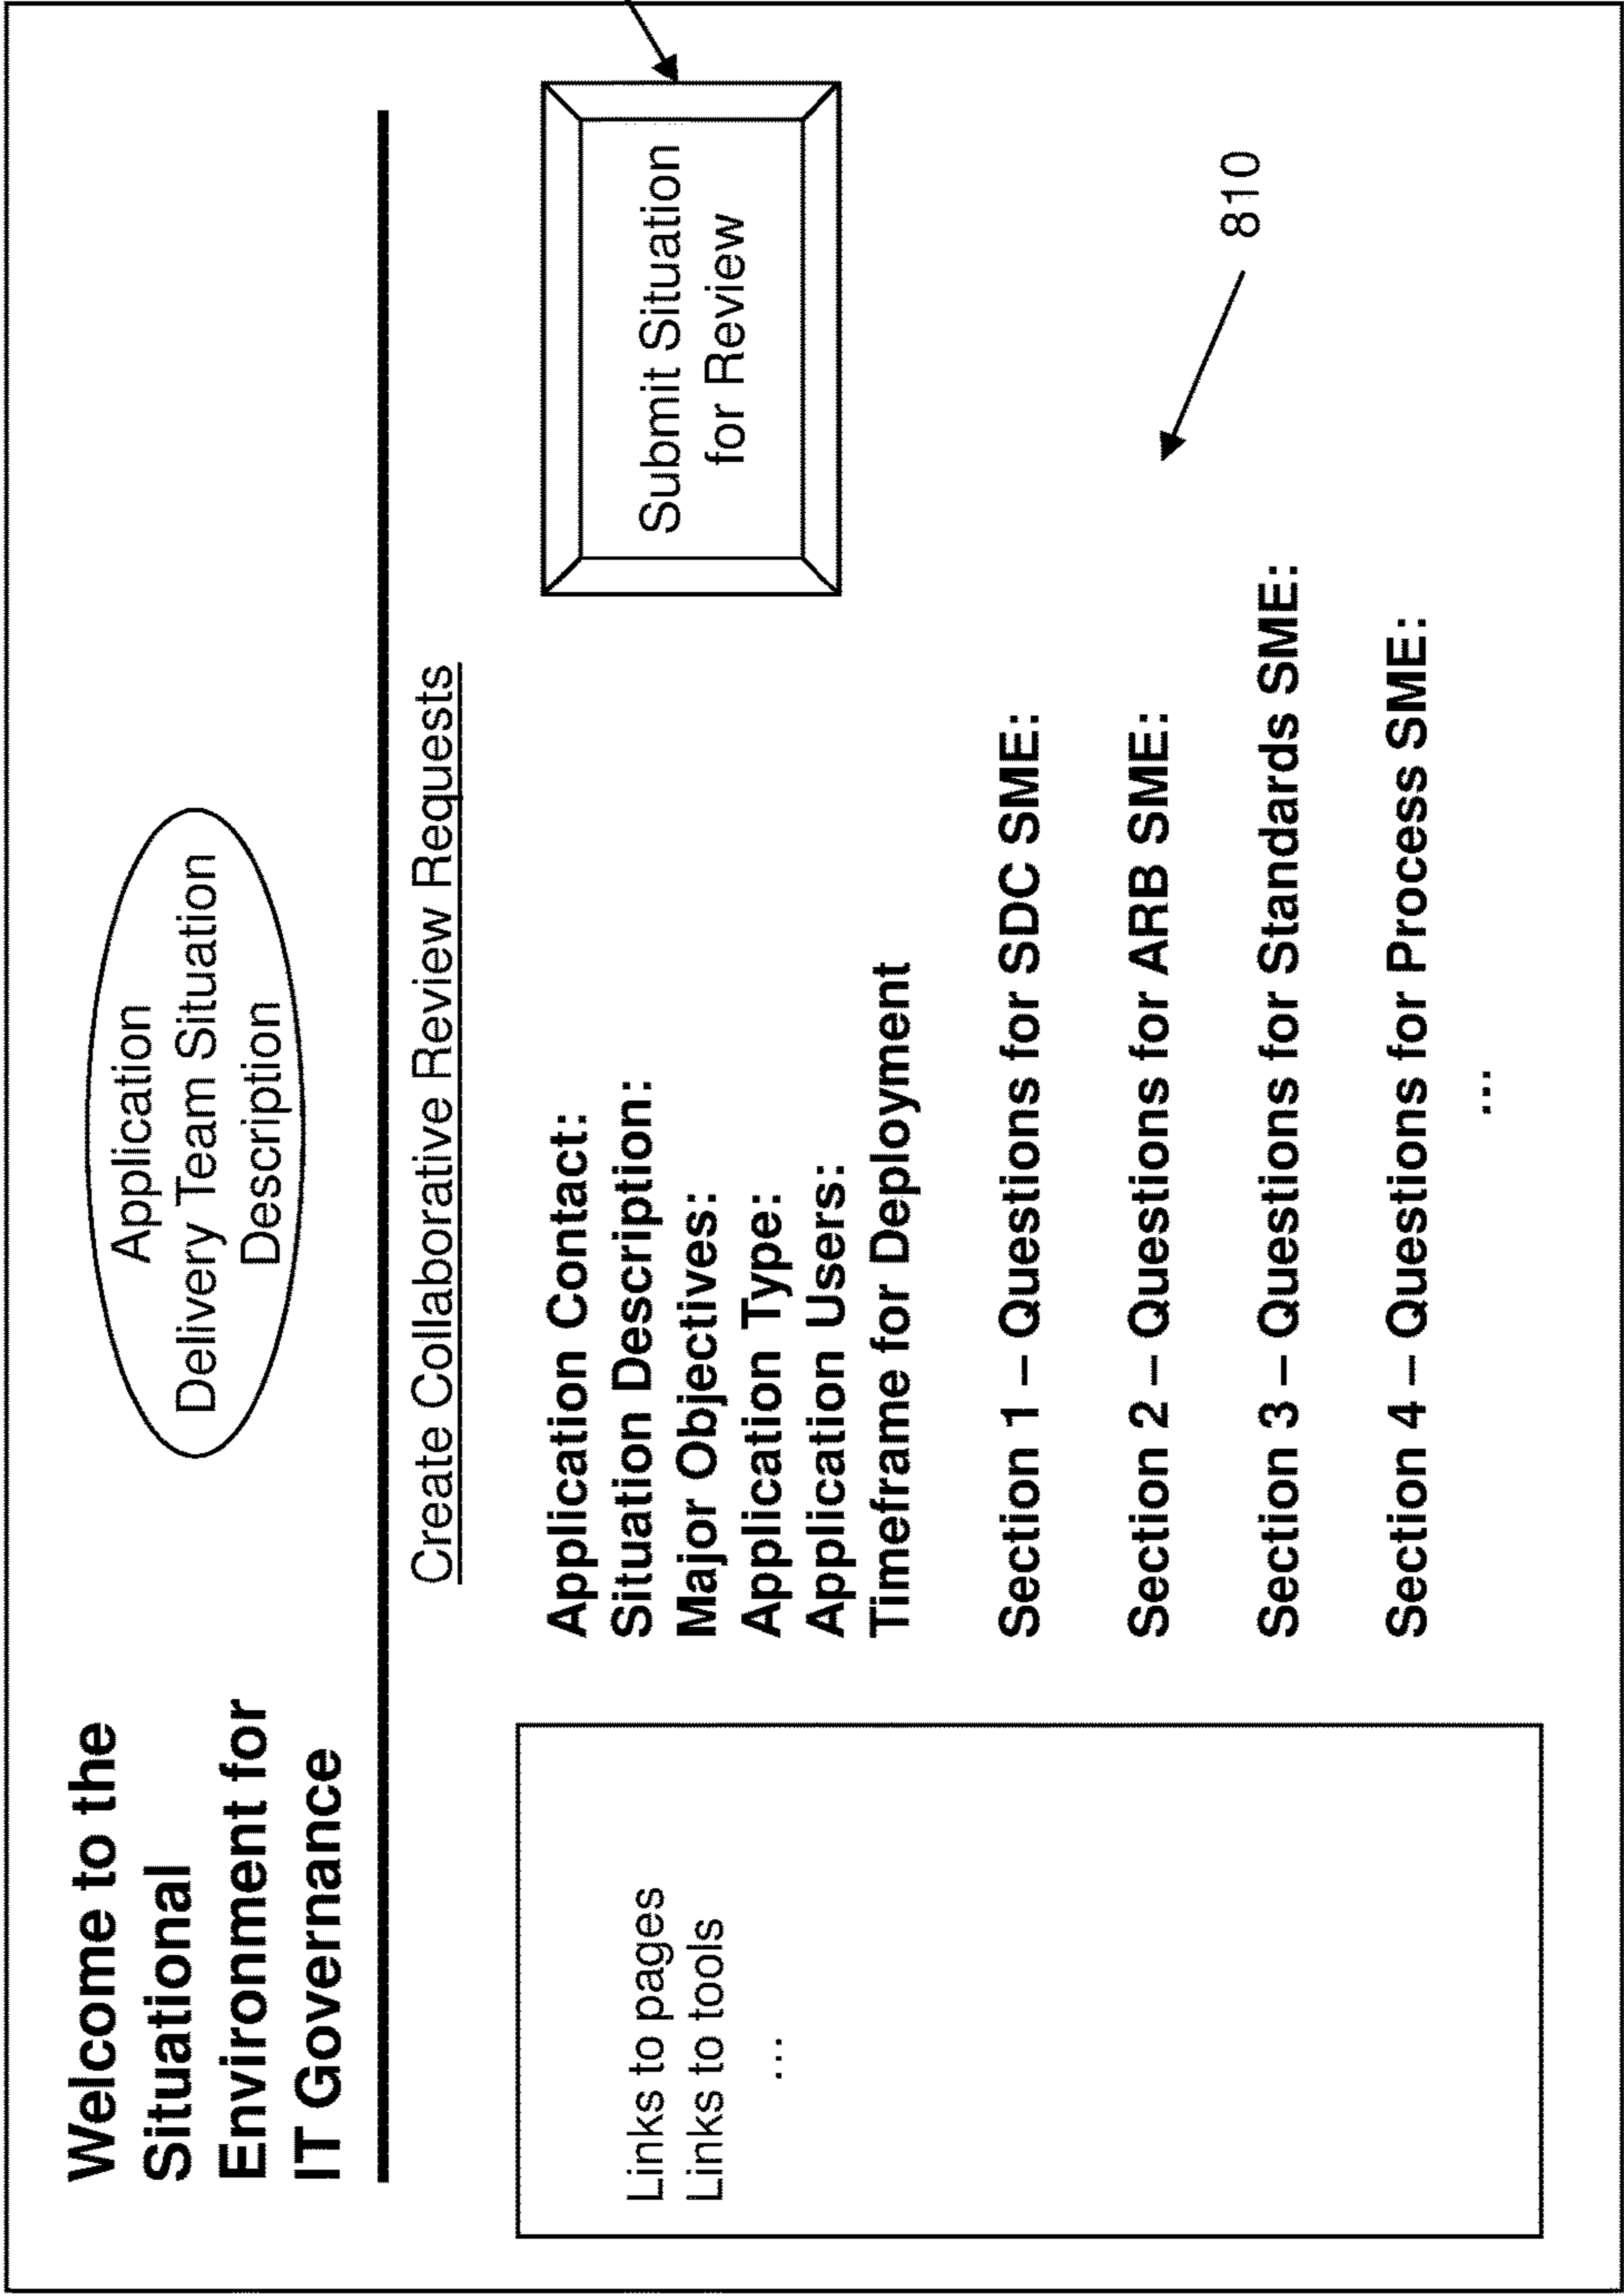 Welcome to the
Situational
Environment for
IT Governance
Application
Delivery Team Situation
Description
Create Collaborative Review Requests
Links to pages
Links to tools
...
Application Contact:
Situation Description:
Major Objectives:
Application Type:
Application Users:
Timeframe for Deployment
Submit Situation
for Review
Section 1 – Questions for SDC SME:
Section 2 – Questions for ARB SME:
Section 3 – Questions for Standards SME:
Section 4 – Questions for Process SME:
...
810